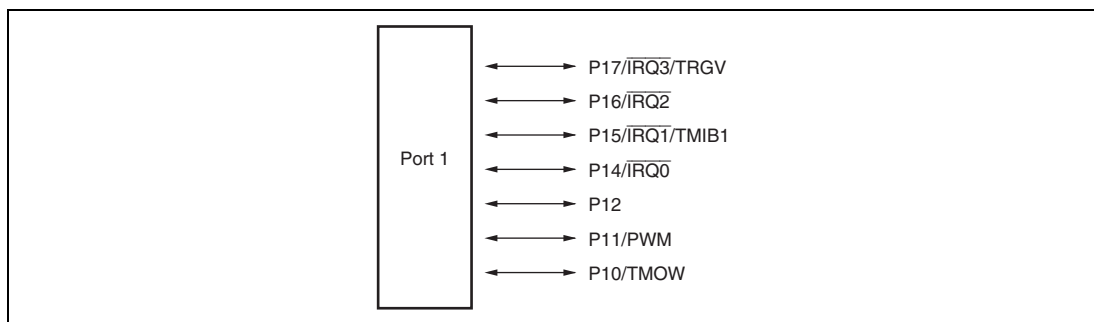 Port 1
P17/IRQ3/TRGV
P16/IRQ2
P15/IRQ1/TMIB1
P14/IRQ0
P12
P11/PWM
P10/TMOW